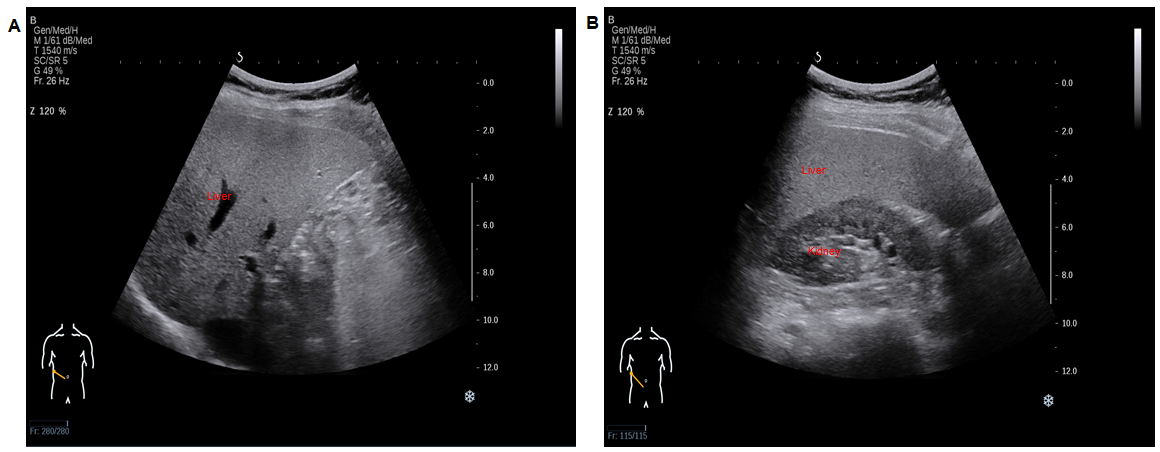 A
B
Gen/Med/H
M 1/61 dB/Med
T 1540 m/s
SC/SR 5
G 49 %
Fr. 26 Hz
Z 120 %
0.0
2.0
4.0
6.0
8.0
10.0
12.0
Liver
Fr: 280/280
B
B
Gen/Med/H
M 1/61 dB/Med
T 1540 m/s
SC/SR 5
G 49 %
Fr. 26 Hz
Z 120 %
0.0
2.0
4.0
6.0
8.0
10.0
12.0
Liver
Kidney
Fr: 115/115